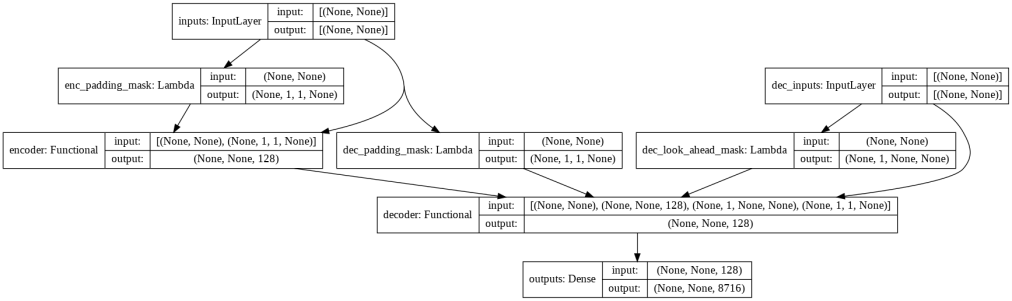 inputs: InputLayer
input: [(None, None)]
output: [(None, None)]
enc_padding_mask: Lambda
input: (None, None)
output: (None, 1, 1, None)
dec_inputs: InputLayer
input: [(None, None)]
output: [(None, None)]
encoder: Functional
input: [(None, None), (None, 1, 1, None)]
output: (None, None, 128)
dec_padding_mask: Lambda
input: (None, None)
output: (None, 1, 1, None)
dec_look_ahead_mask: Lambda
input: (None, None)
output: (None, 1, None, None)
decoder: Functional
input: [(None, None), (None, None, 128), (None, 1, None, None), (None, 1, 1, None)]
output: (None, None, 128)
outputs: Dense
input: (None, None, 128)
output: (None, None, 8716)